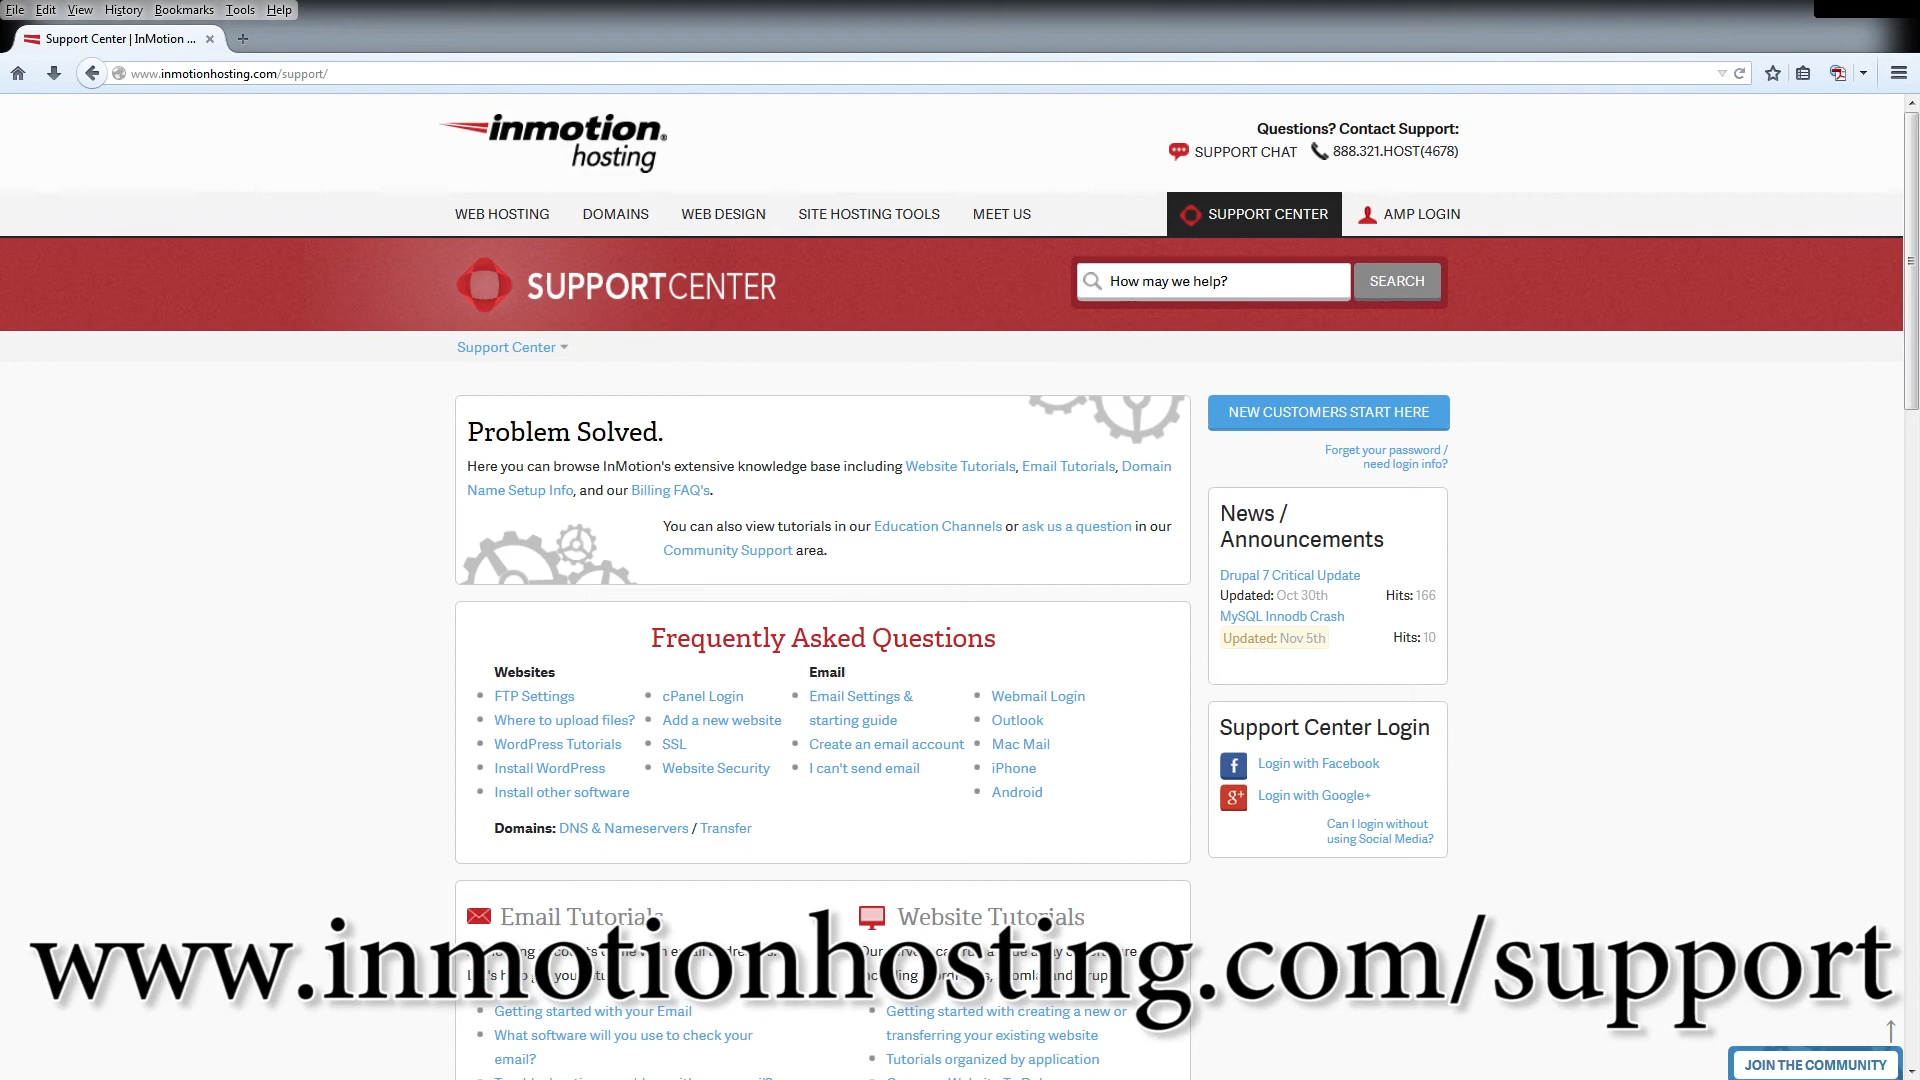 File Edit View History Bookmarks Tools Help
Support Center | InMotion ...
www.inmotionhosting.com/support/
inmotion hosting
Questions? Contact Support:
SUPPORT CHAT 888.321.HOST(4678)
WEB HOSTING DOMAINS WEB DESIGN SITE HOSTING TOOLS MEET US SUPPORT CENTER AMP LOGIN
SUPPORTCENTER
How may we help? SEARCH
Support Center
Problem Solved.
Here you can browse InMotion's extensive knowledge base including Website Tutorials, Email Tutorials, Domain
Name Setup Info, and our Billing FAQ's.
You can also view tutorials in our Education Channels or ask us a question in our
Community Support area.
NEW CUSTOMERS START HERE
Forget your password /
need login info?
News /
Announcements
Drupal 7 Critical Update
Updated: Oct 30th Hits: 166
MySQL Innodb Crash
Updated: Nov 5th Hits: 10
Frequently Asked Questions
Websites
FTP Settings
Where to upload files?
WordPress Tutorials
Install WordPress
Install other software
cPanel Login
Add a new website
SSL
Website Security
Email
Email Settings &
starting guide
Create an email account
I can't send email
Webmail Login
Outlook
Mac Mail
iPhone
Android
Domains: DNS & Nameservers / Transfer
Support Center Login
Login with Facebook
Login with Google+
Can I login without
using Social Media?
Email Tutorials
Getting started with your Email
What software will you use to check your
email?
Website Tutorials
Getting started with creating a new or
transferring your existing website
Tutorials organized by application
www.inmotionhosting.com/support
JOIN THE COMMUNITY